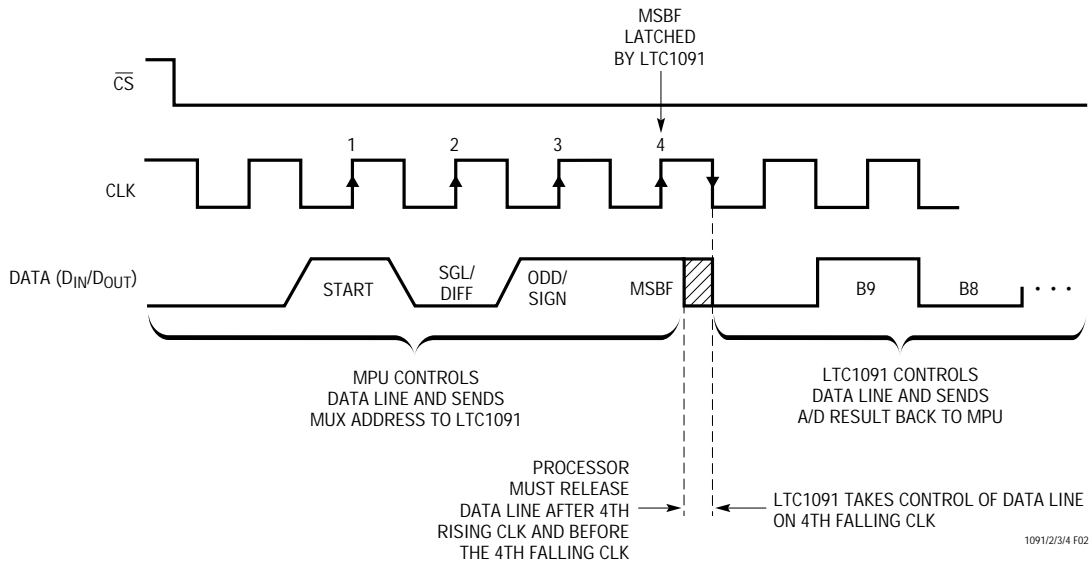 MSBF
LATCHED
BY LTC1091
CS
1 2 3 4
CLK
DATA (DIN/DOUT)
START
SGL/
DIFF
ODD/
SIGN
MSBF
B9
B8
• • •
MPU CONTROLS
DATA LINE AND SENDS
MUX ADDRESS TO LTC1091
LTC1091 CONTROLS
DATA LINE AND SENDS
A/D RESULT BACK TO MPU
PROCESSOR
MUST RELEASE
DATA LINE AFTER 4TH
RISING CLK AND BEFORE
THE 4TH FALLING CLK
LTC1091 TAKES CONTROL OF DATA LINE
ON 4TH FALLING CLK
1091/2/3/4 F02